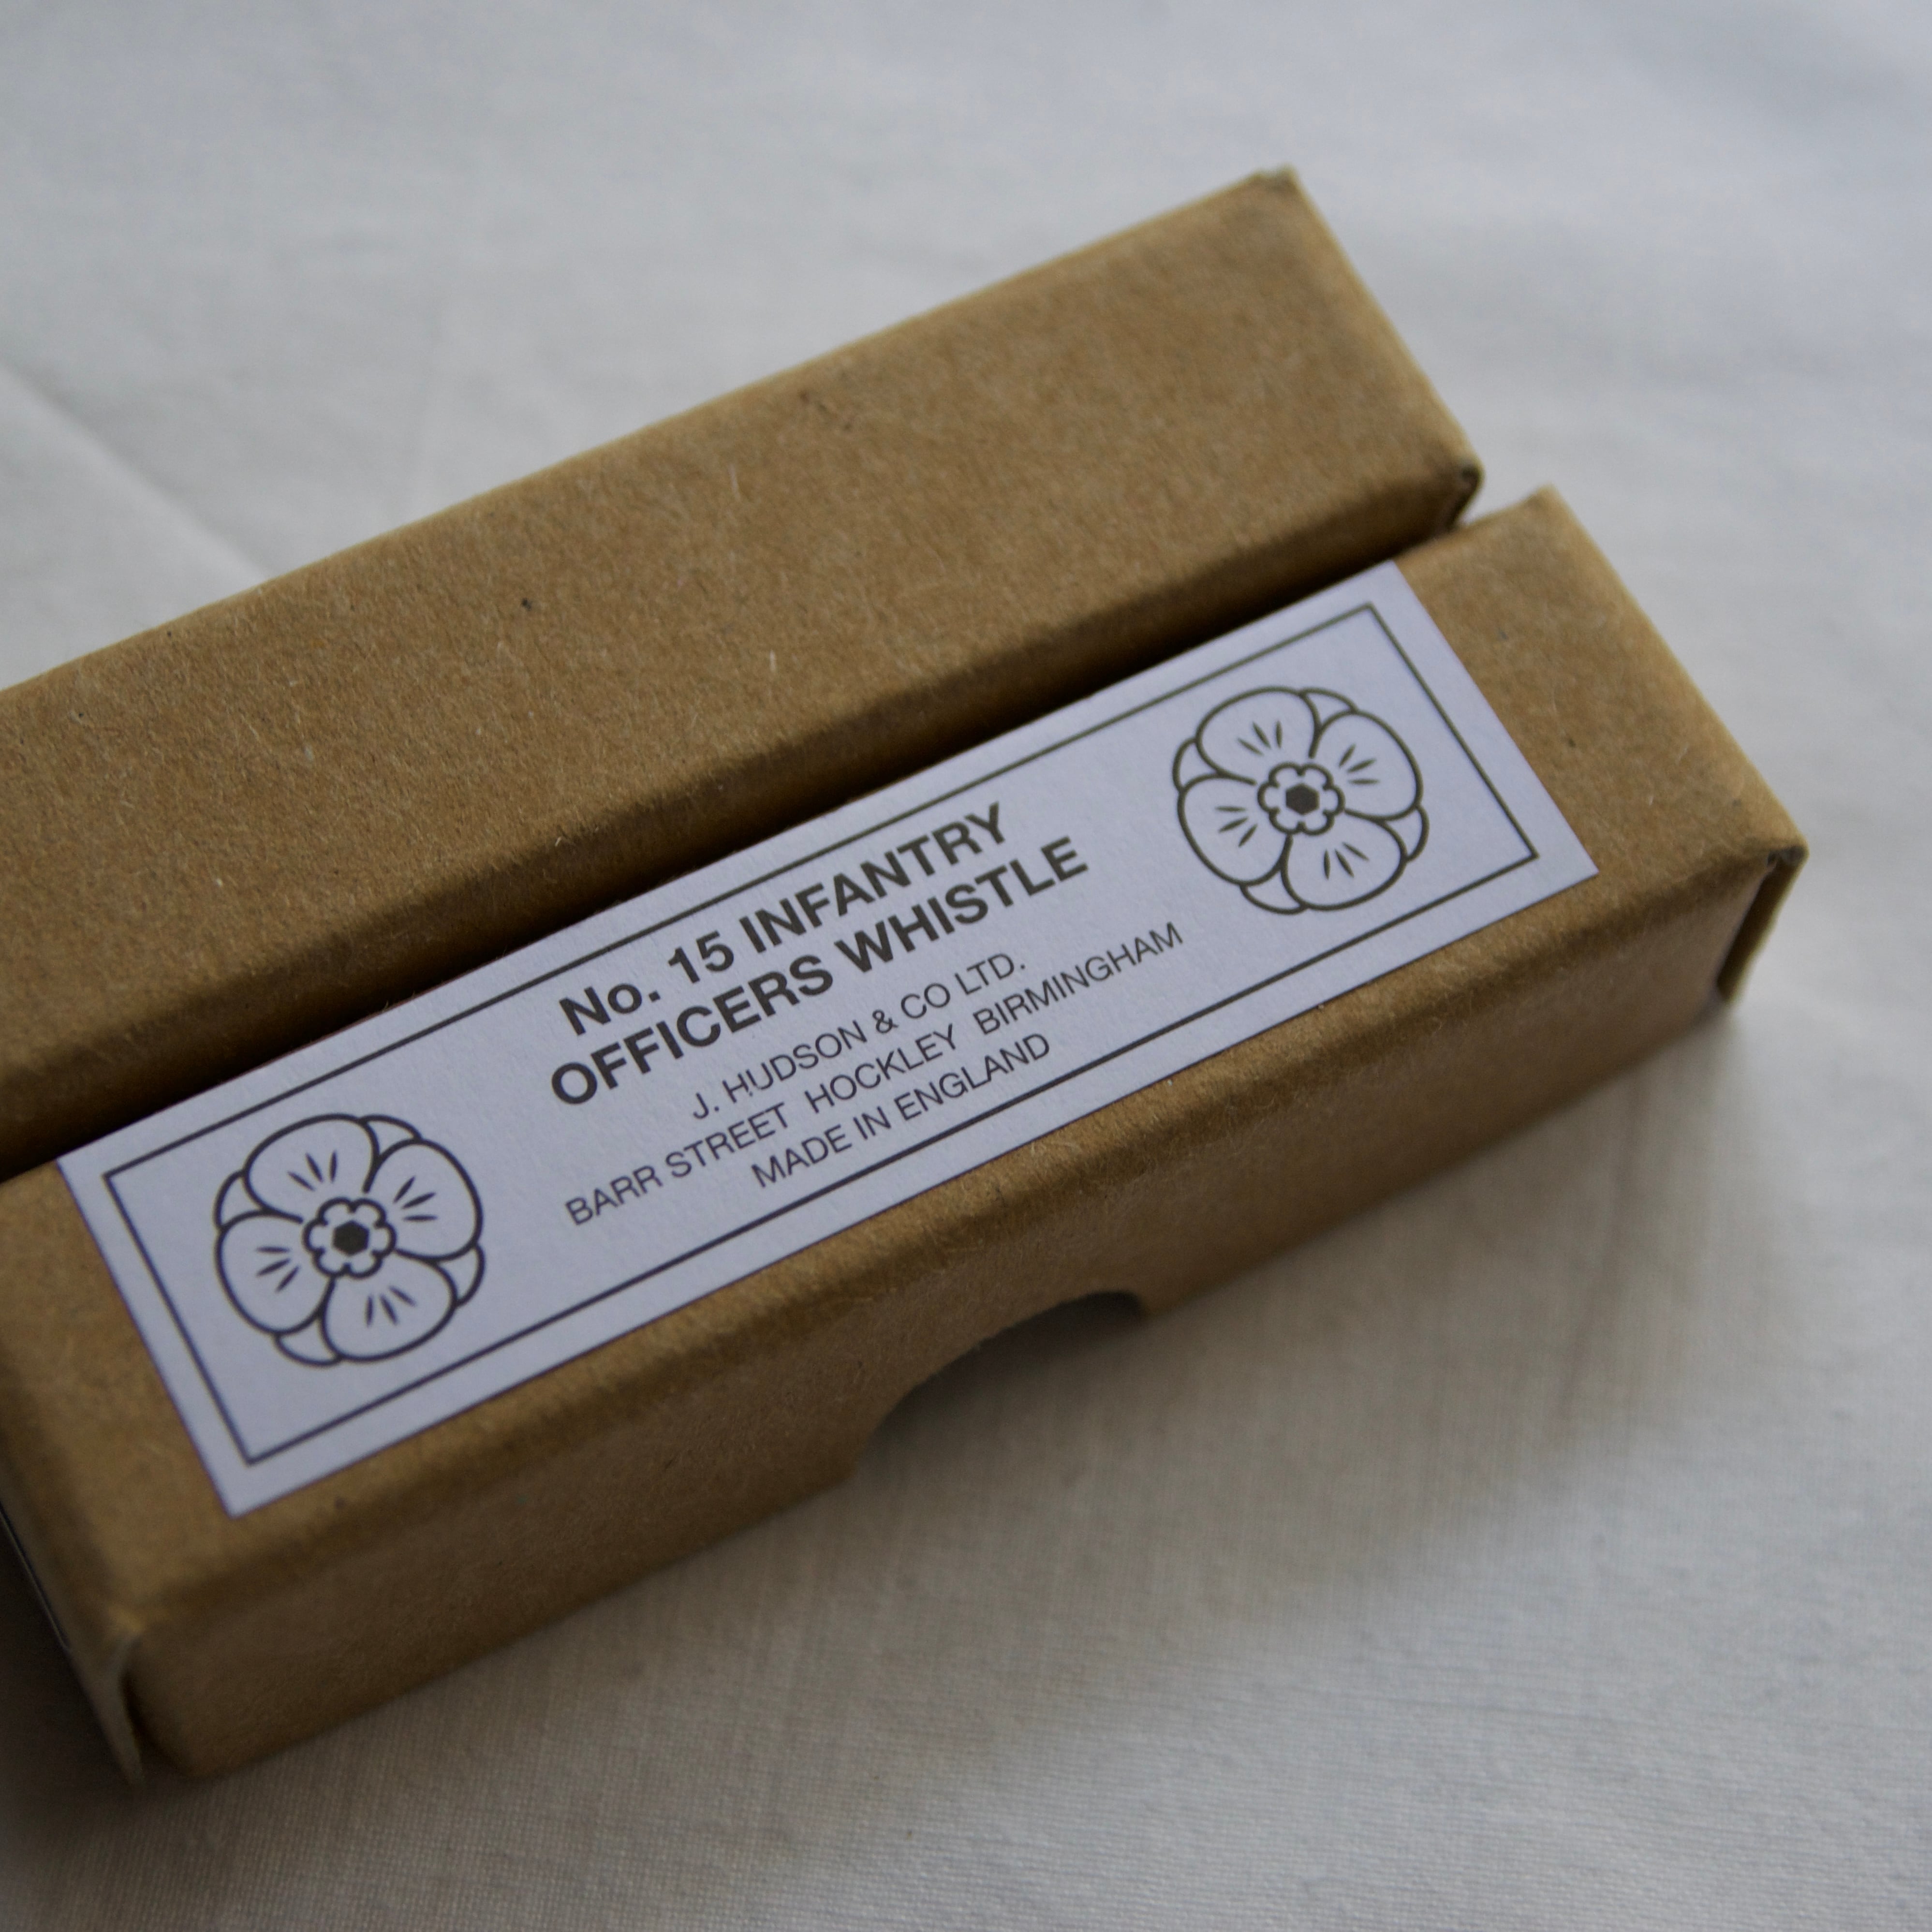 No. 15 INFANTRY
OFFICERS WHISTLE
J. HUDSON & CO LTD.
BARR STREET HOCKLEY BIRMINGHAM
MADE IN ENGLAND